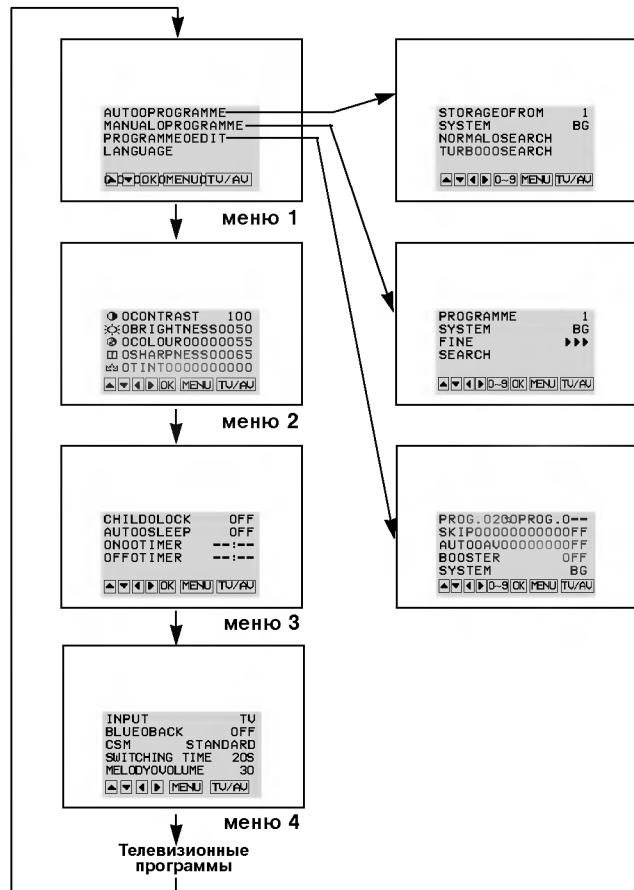 AUTOOPROGRAMME
MANUALOPROGRAMME
PROGRAMMEOEDIT
LANGUAGE
OK MENU TV/AV
меню 1
OCONTRAST 100
OBRIGHTNESS0050
OCOLOUR00000055
OSHARPNESS00065
OTINT0000000000
OK MENU TV/AV
меню 2
CHILDOLOCK OFF
AUTOOSLEEP OFF
ONOOTIMER --:--
OFFOTIMER --:--
OK MENU TV/AV
меню 3
INPUT TV
BLUEOBACK OFF
CSM STANDARD
SWITCHING TIME 20S
MELODYOVOLUME 30
MENU TV/AV
меню 4
Телевизионные
программы
STORAGEOFROM 1
SYSTEM BG
NORMALOSEARCH
TURBOOOSEARCH
0~9 MENU TV/AV
PROGRAMME 1
SYSTEM BG
FINE ▶▶▶
SEARCH
0~9 OK MENU TV/AV
SKIP00000000000FF
AUTOOAV00000000FF
BOOSTER OFF
SYSTEM BG
0~9 OK MENU TV/AV